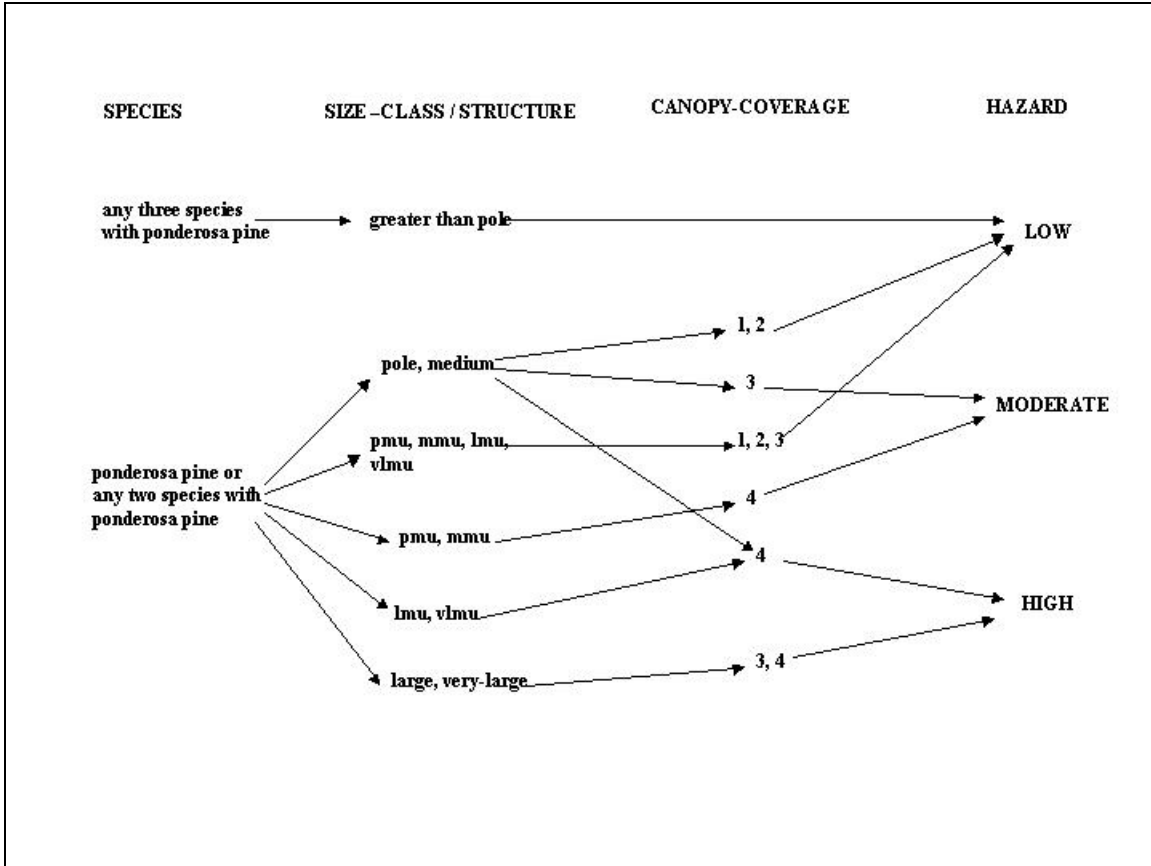 SPECIES
SIZE –CLASS / STRUCTURE
CANOPY-COVERAGE
HAZARD
any three species
with ponderosa pine
greater than pole
LOW
1, 2
pole, medium
3
MODERATE
pmu, mmu, lmu,
vlmu
1, 2, 3
ponderosa pine or
any two species with
ponderosa pine
4
pmu, mmu
4
lmu, vlmu
HIGH
3, 4
large, very-large